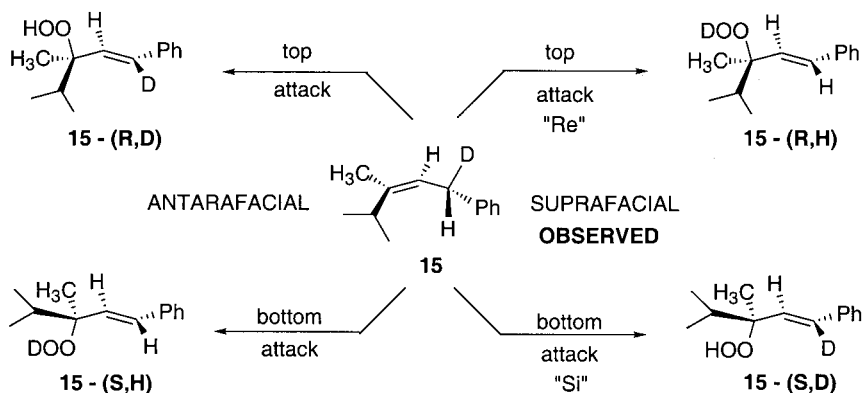 HOO H Ph
H3C
D
15 - (R,D)
top
attack
top
attack
"Re"
DOO H Ph
H3C
H
15 - (R,H)
ANTARAFACIAL
H D
H3C
H Ph
15
SUPRAFACIAL
OBSERVED
H3C H Ph
DOO H
15 - (S,H)
bottom
attack
bottom
attack
"Si"
H3C H Ph
HOO D
15 - (S,D)